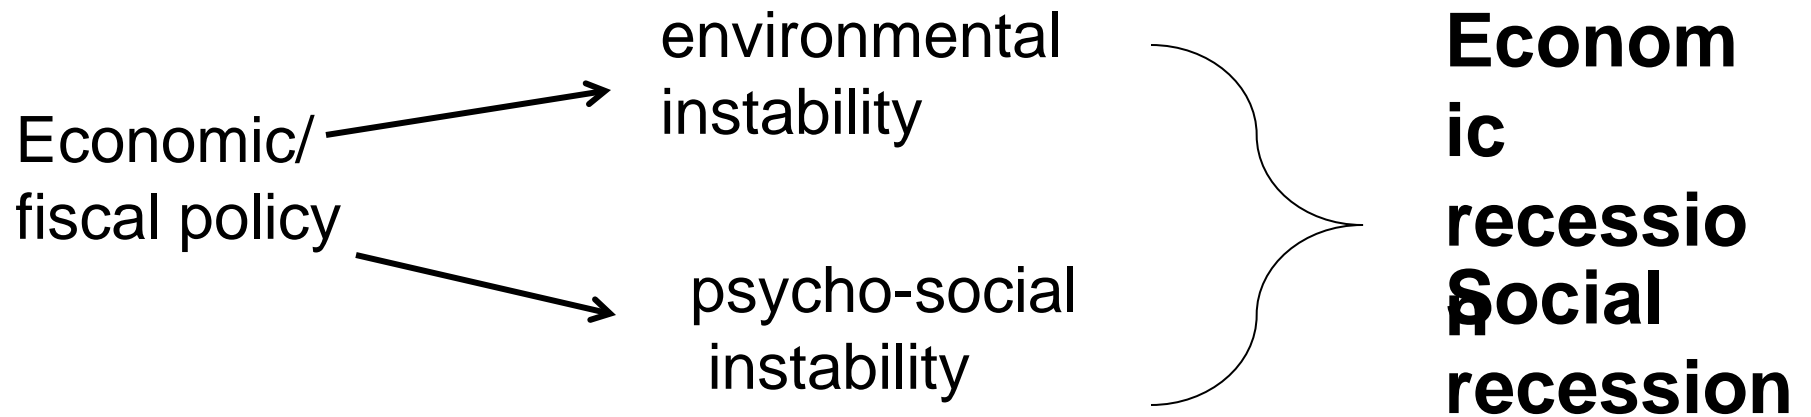 Economic/
fiscal policy
environmental
instability
psycho-social
instability
Econom
ic
recessio
n
Social
recession